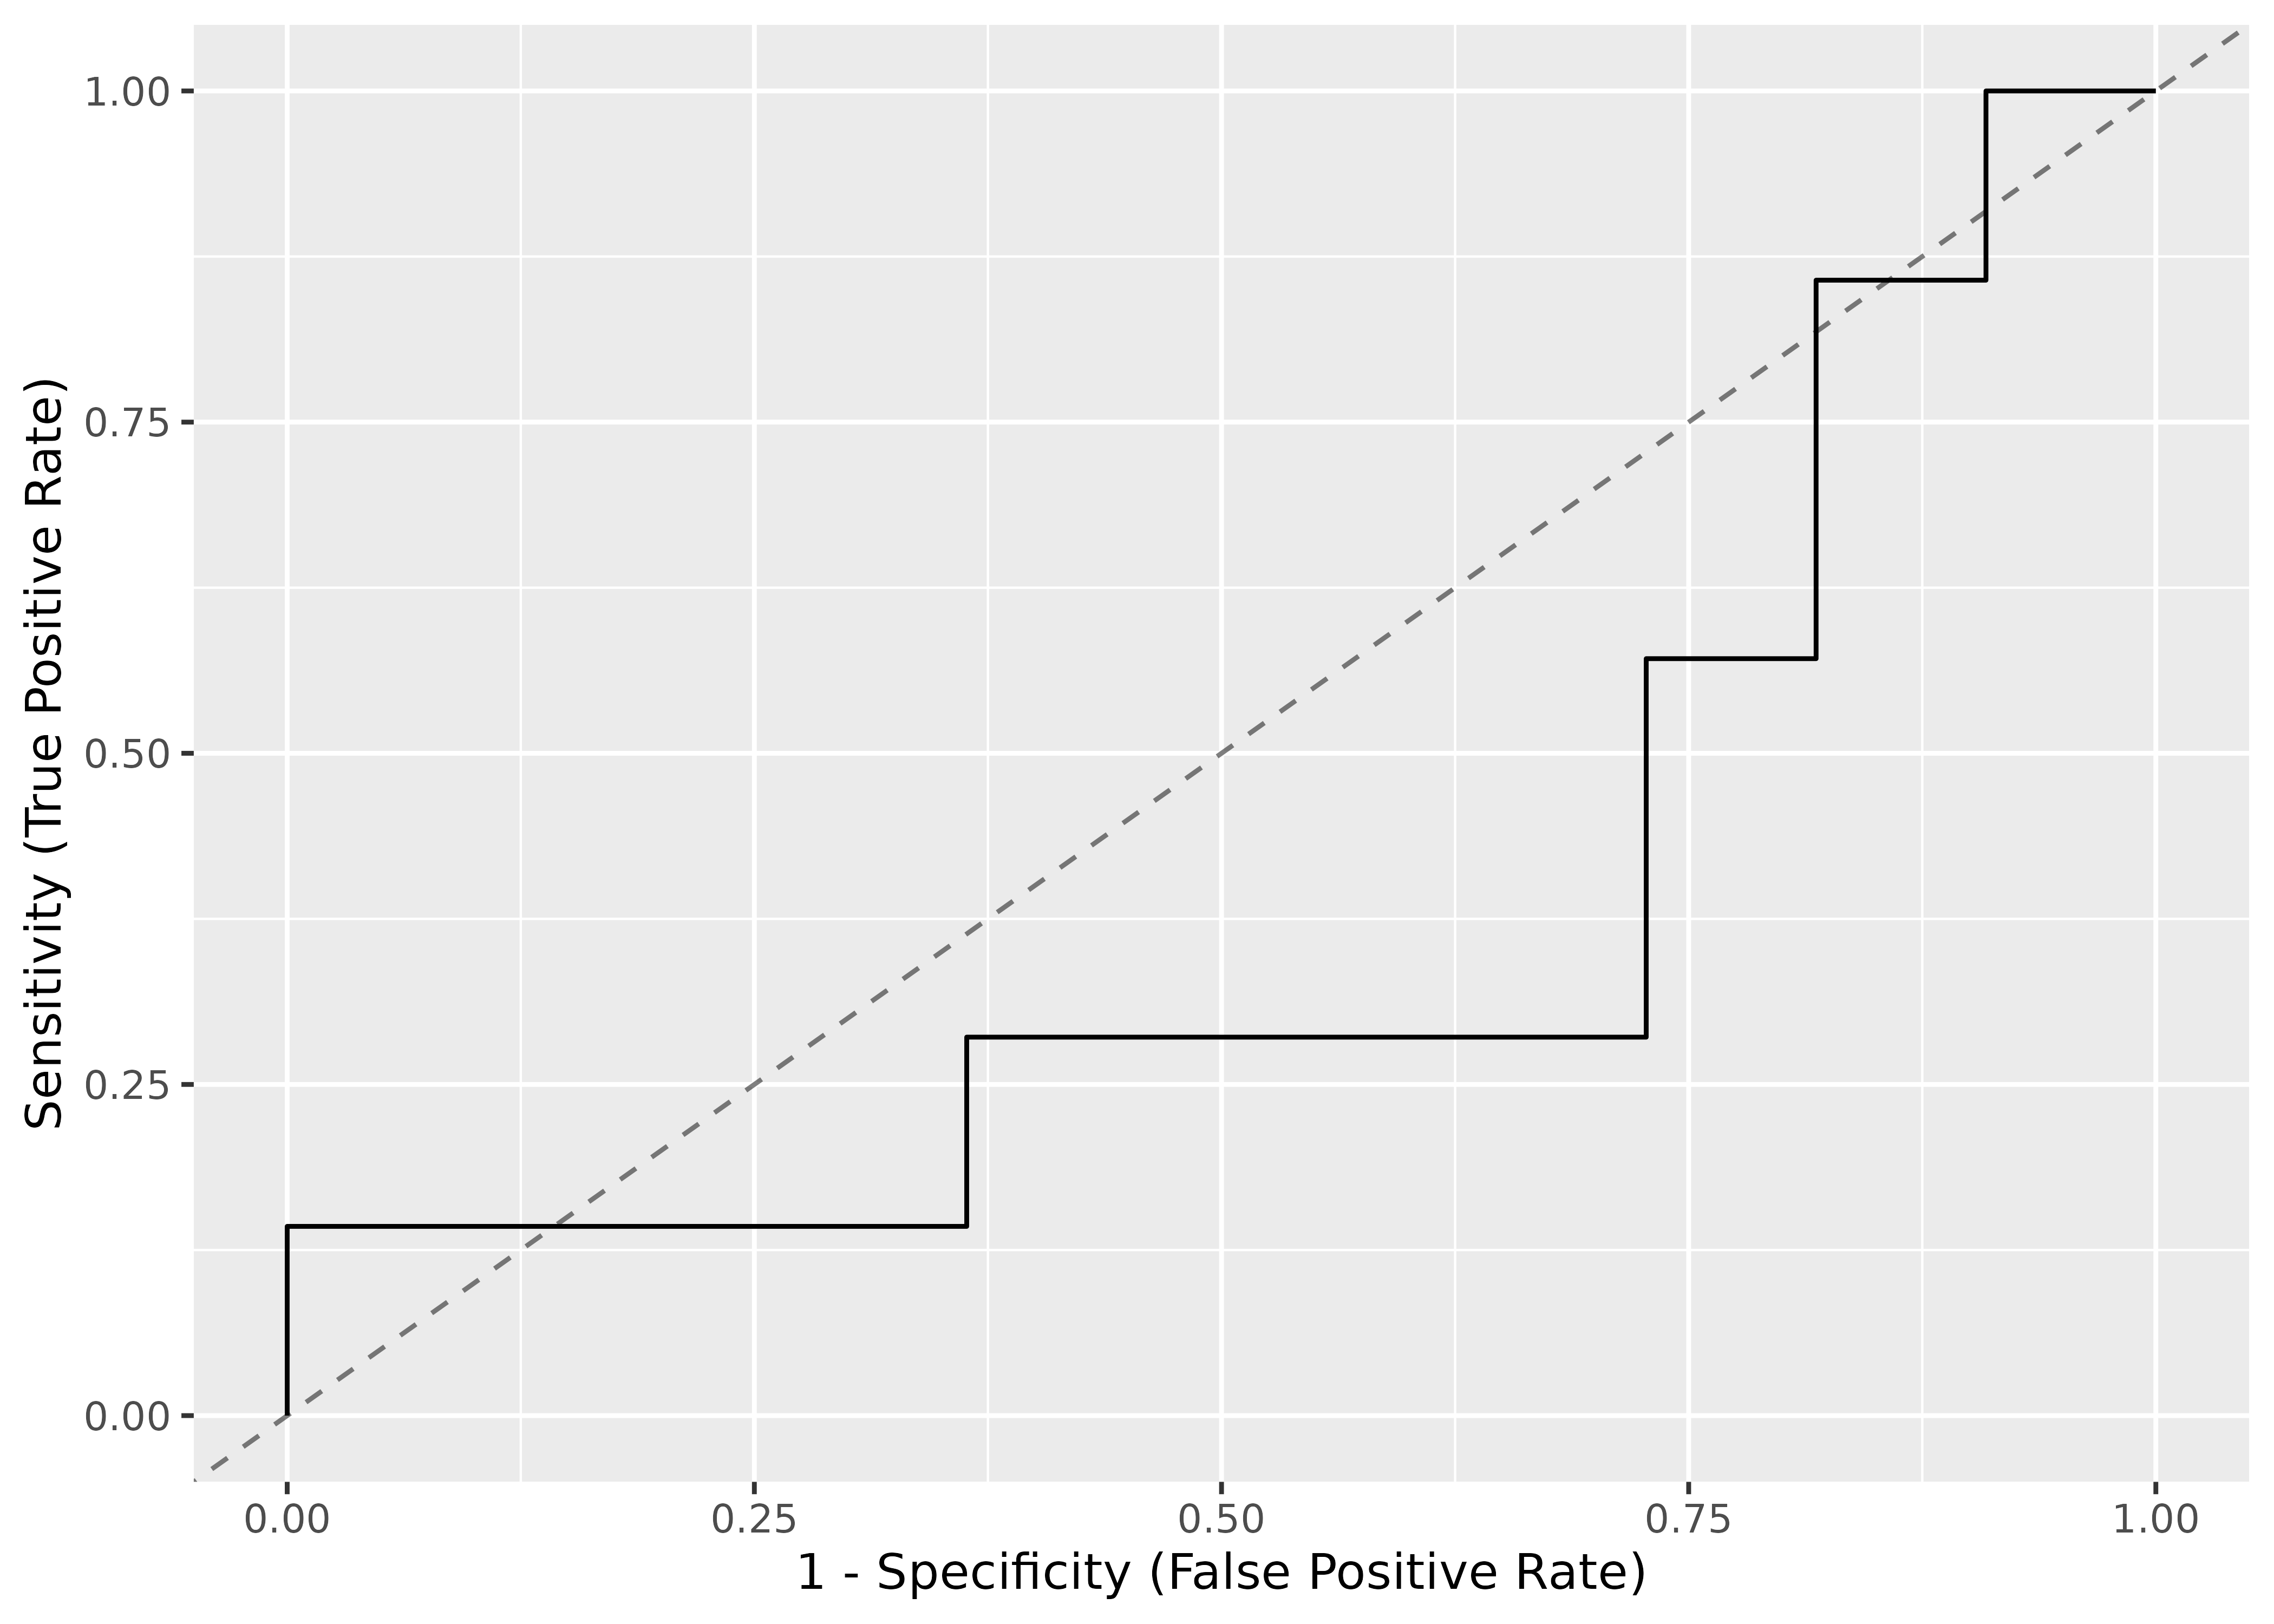 Sensitivity (True Positive Rate)
1.00
0.75
0.50
0.25
0.00
0.00 0.25 0.50 0.75 1.00
1 - Specificity (False Positive Rate)